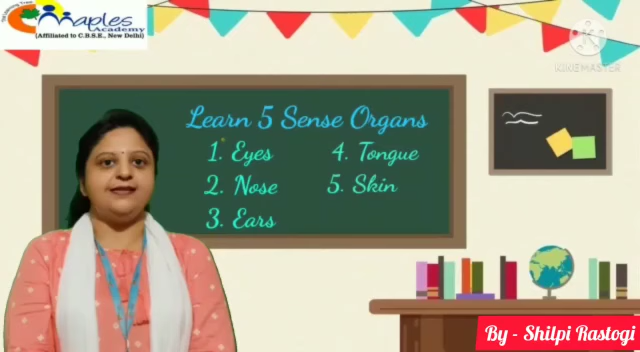 Maples
Academy
(Affiliated to C.B.S.E., New Delhi)
KINEMASTER
Learn 5 Sense Organs
1. Eyes
2. Nose
3. Ears
4. Tongue
5. Skin
By - Shilpi Rastogi